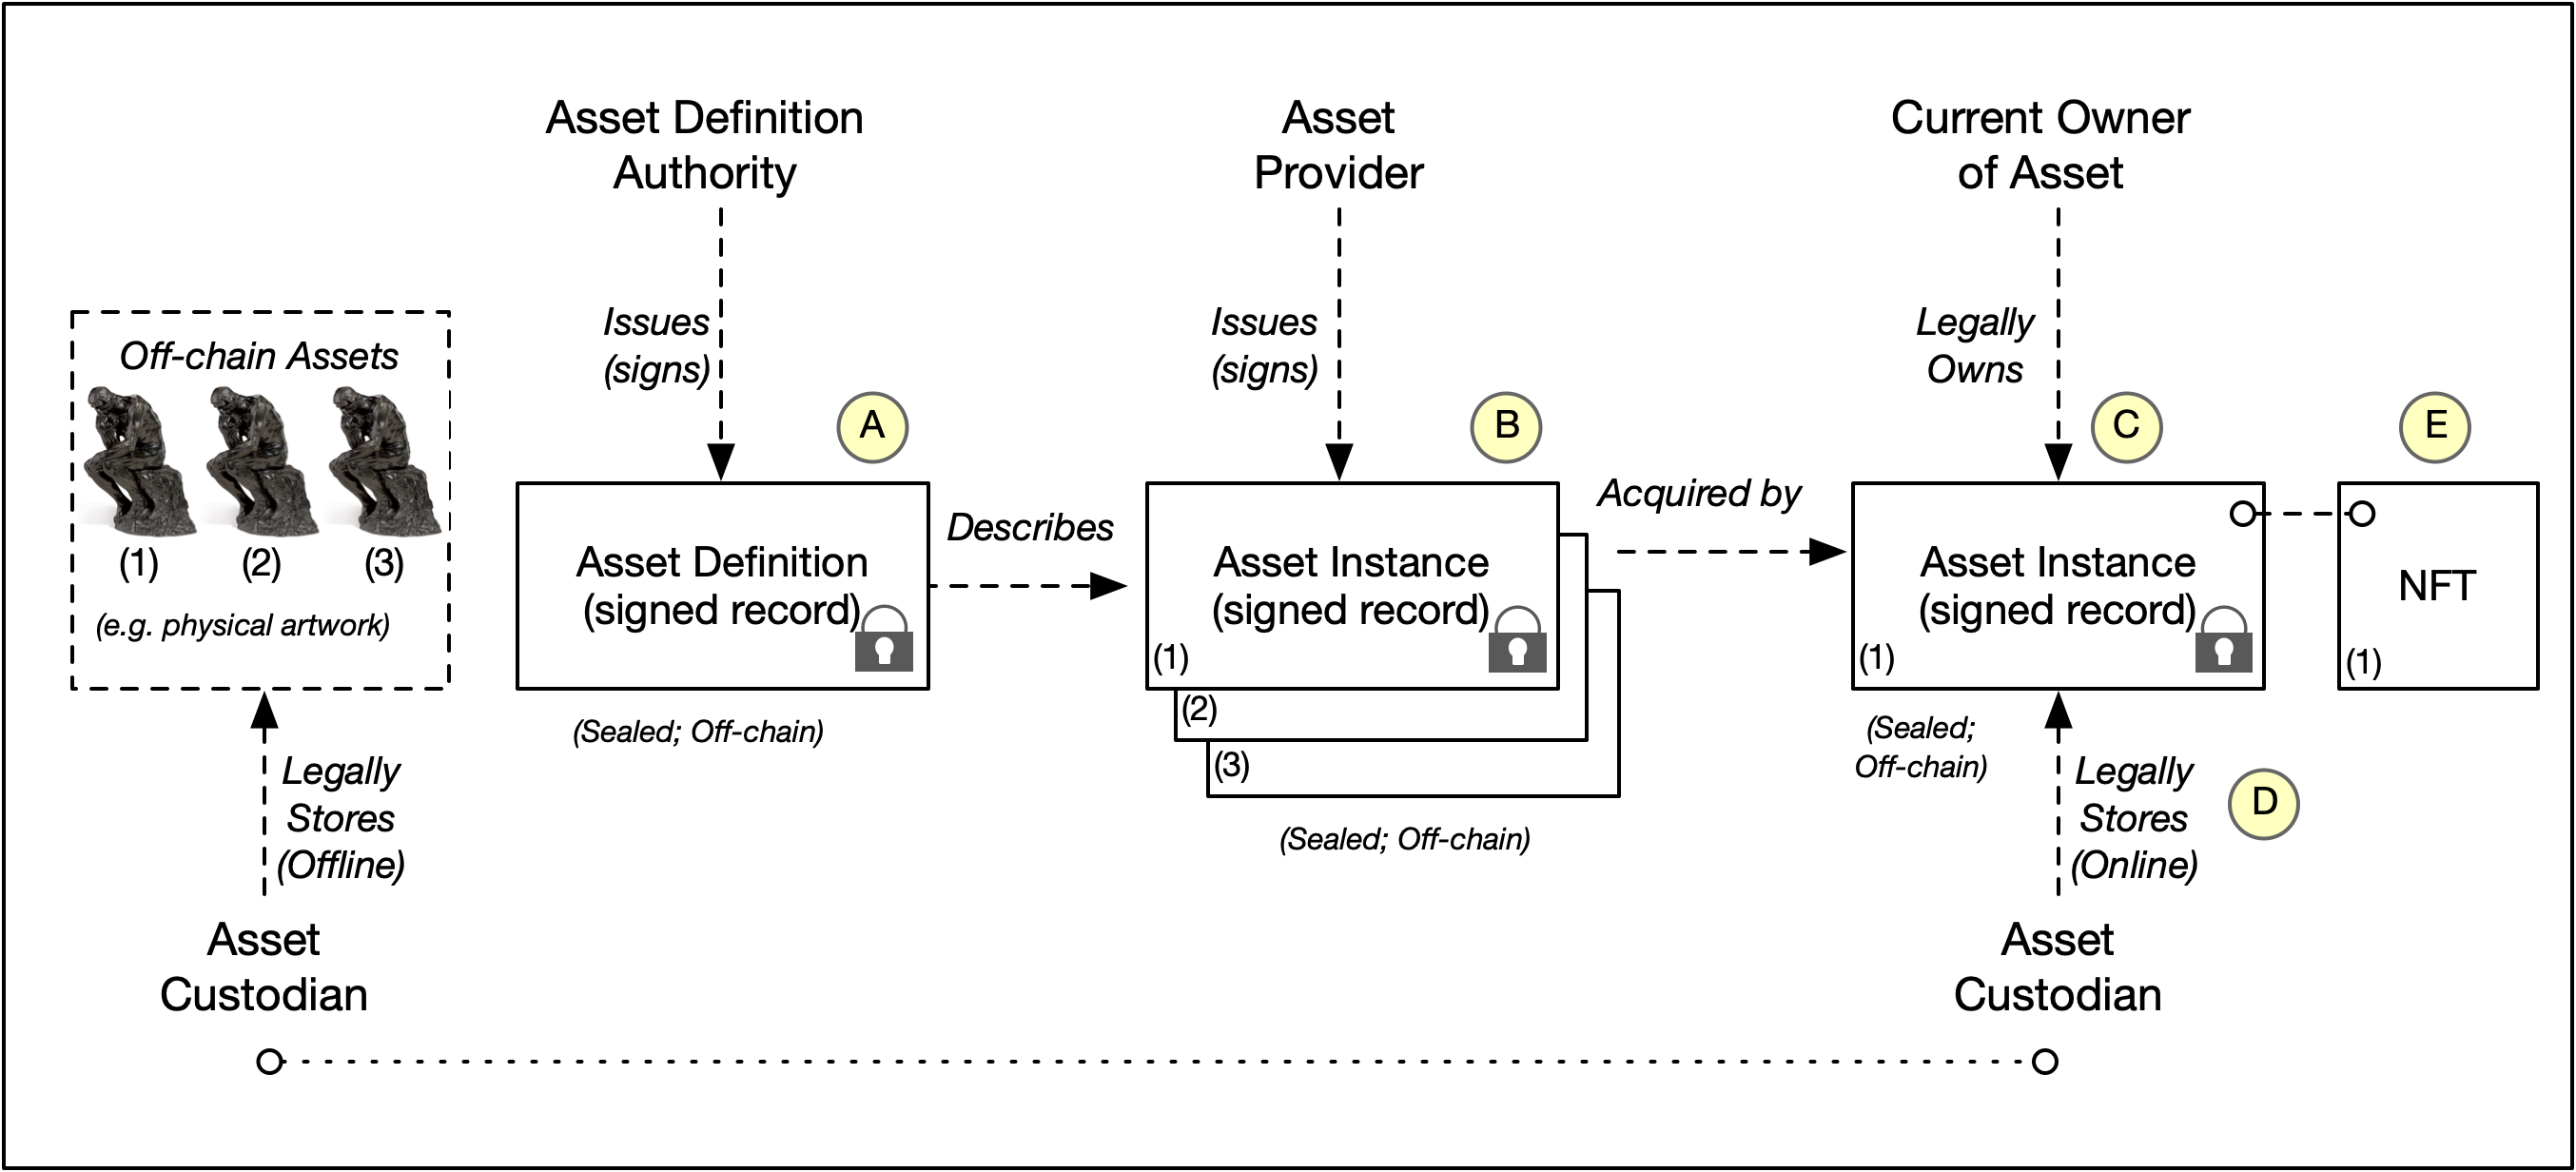 Asset Definition
Authority
Asset
Provider
Current Owner
of Asset
Issues
(signs)
Issues
(signs)
Legally
Owns
Off-chain Assets
(1) (2) (3)
(e.g. physical artwork)
A
B
C
E
Asset Definition
(signed record)
(Sealed; Off-chain)
Describes
Asset Instance
(signed record)
(1)
(2)
(3)
(Sealed; Off-chain)
Acquired by
Asset Instance
(signed record)
(1)
(Sealed;
Off-chain)
NFT
(1)
Legally
Stores
(Offline)
Asset
Custodian
Legally
Stores
(Online)
D
Asset
Custodian